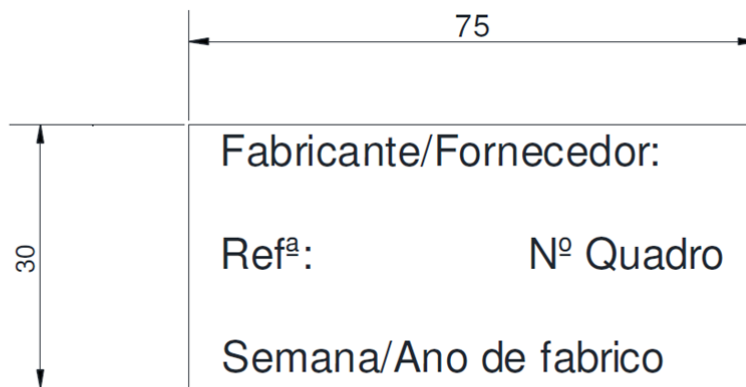 75
Fabricante/Fornecedor:
30
Refª: Nº Quadro
Semana/Ano de fabrico